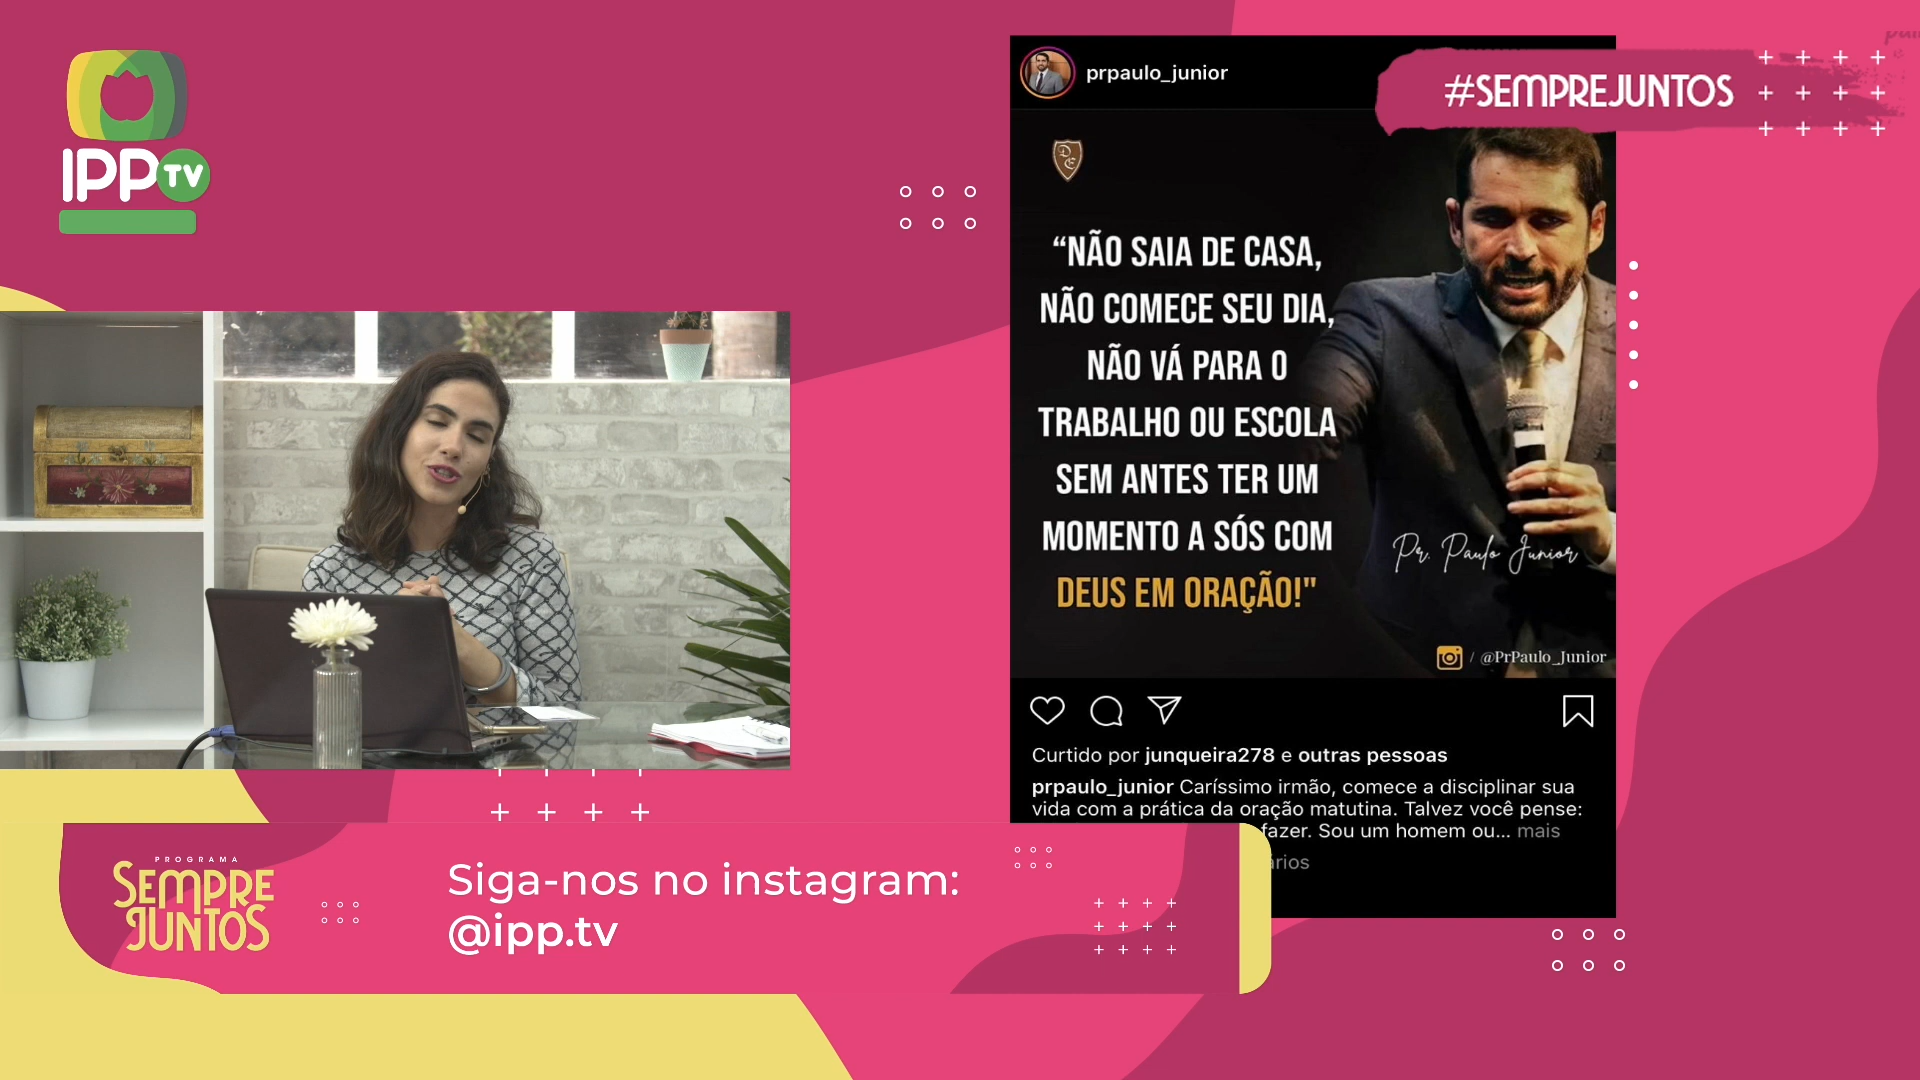 IPP TV
prpaulo_junior
#SEMPREJUNTOS
“NÃO SAIA DE CASA,
NÃO COMECE SEU DIA,
NÃO VÁ PARA O
TRABALHO OU ESCOLA
SEM ANTES TER UM
MOMENTO A SÓS COM
DEUS EM ORAÇÃO!"
Pr. Paulo Junior
/ @PrPaulo_Junior
Curtido por junqueira278 e outras pessoas
prpaulo_junior Caríssimo irmão, comece a disciplinar sua
vida com a prática da oração matutina. Talvez você pense:
fazer. Sou um homem ou... mais
PROGRAMA
SEMPRE
JUNTOS
Siga-nos no instagram:
@ipp.tv